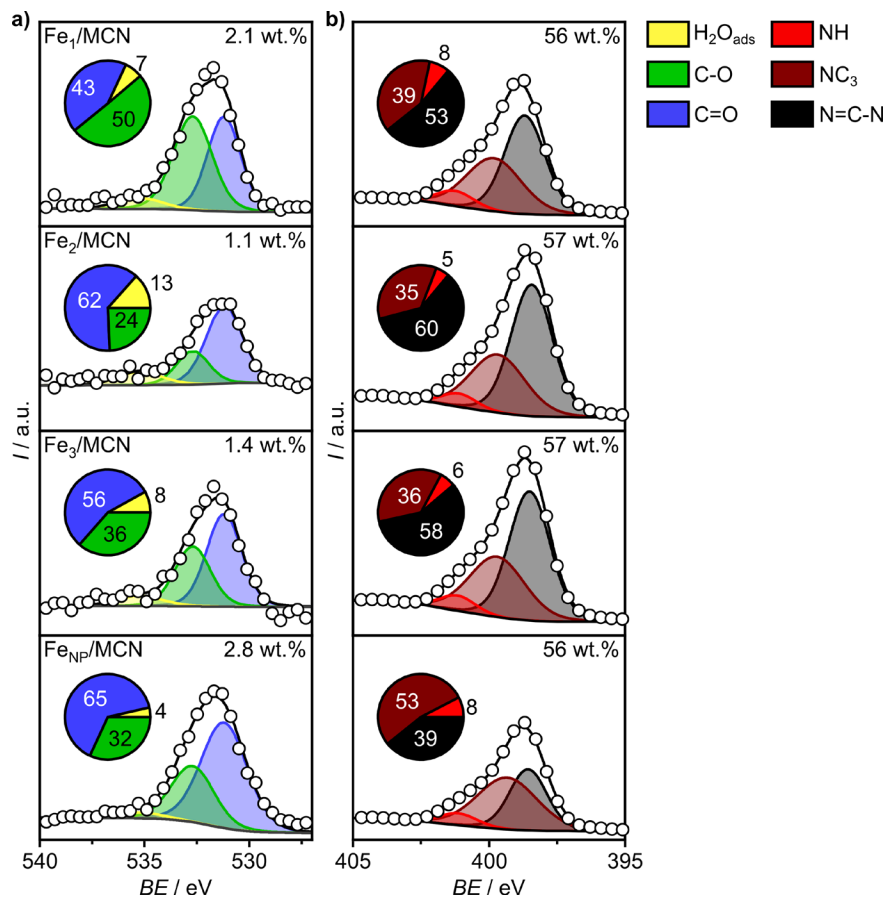 a)
Fe₁/MCN 2.1 wt.%
7
43
50
Fe₂/MCN 1.1 wt.%
13
62
24
Fe₃/MCN 1.4 wt.%
56
8
36
Fe_NP/MCN 2.8 wt.%
65
4
32
I / a.u.
540 535 530
BE / eV
b)
56 wt.%
8
39
53
57 wt.%
5
35
60
57 wt.%
6
36
58
56 wt.%
53
8
39
I / a.u.
405 400 395
BE / eV
H₂O_ads NH
C-O NC₃
C=O N=C-N